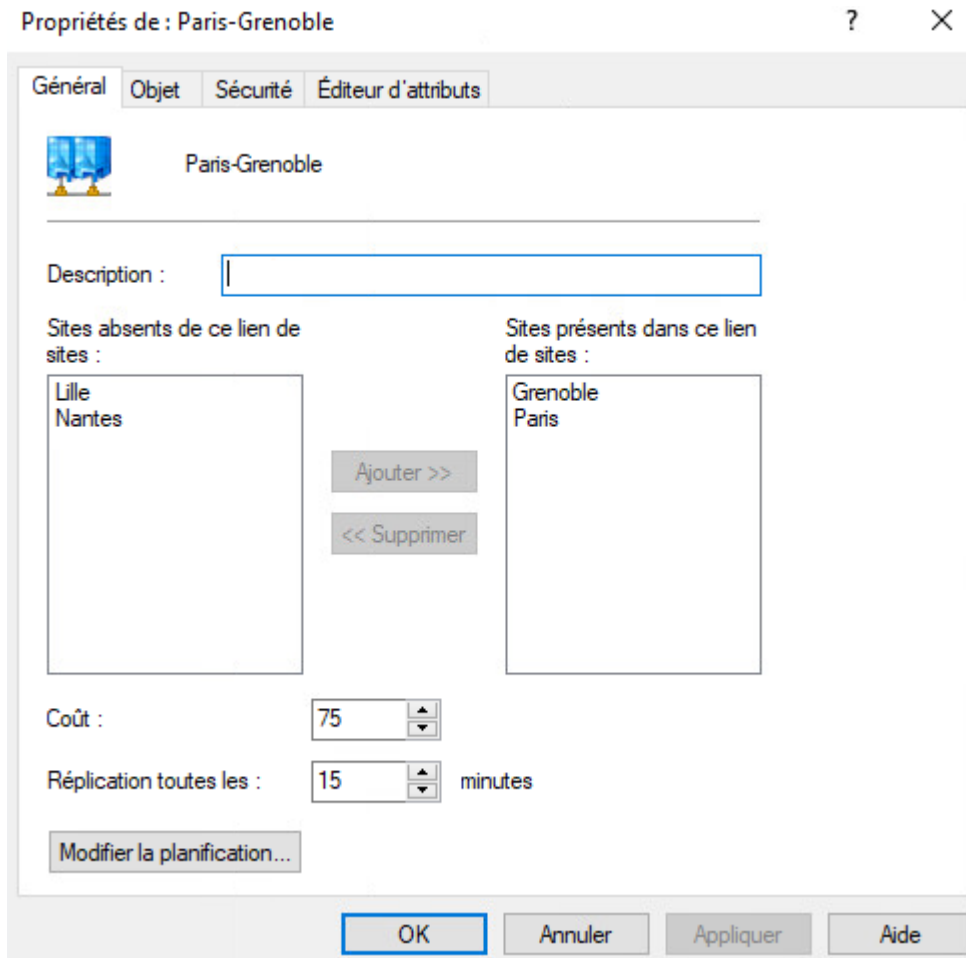 Propriétés de : Paris-Grenoble
?
Général Objet Sécurité Éditeur d'attributs
Paris-Grenoble
Description :
Sites absents de ce lien de
sites :
Lille
Nantes
Ajouter >>
<< Supprimer
Sites présents dans ce lien
de sites :
Grenoble
Paris
Coût : 75
Réplication toutes les : 15 minutes
Modifier la planification...
OK Annuler Appliquer Aide